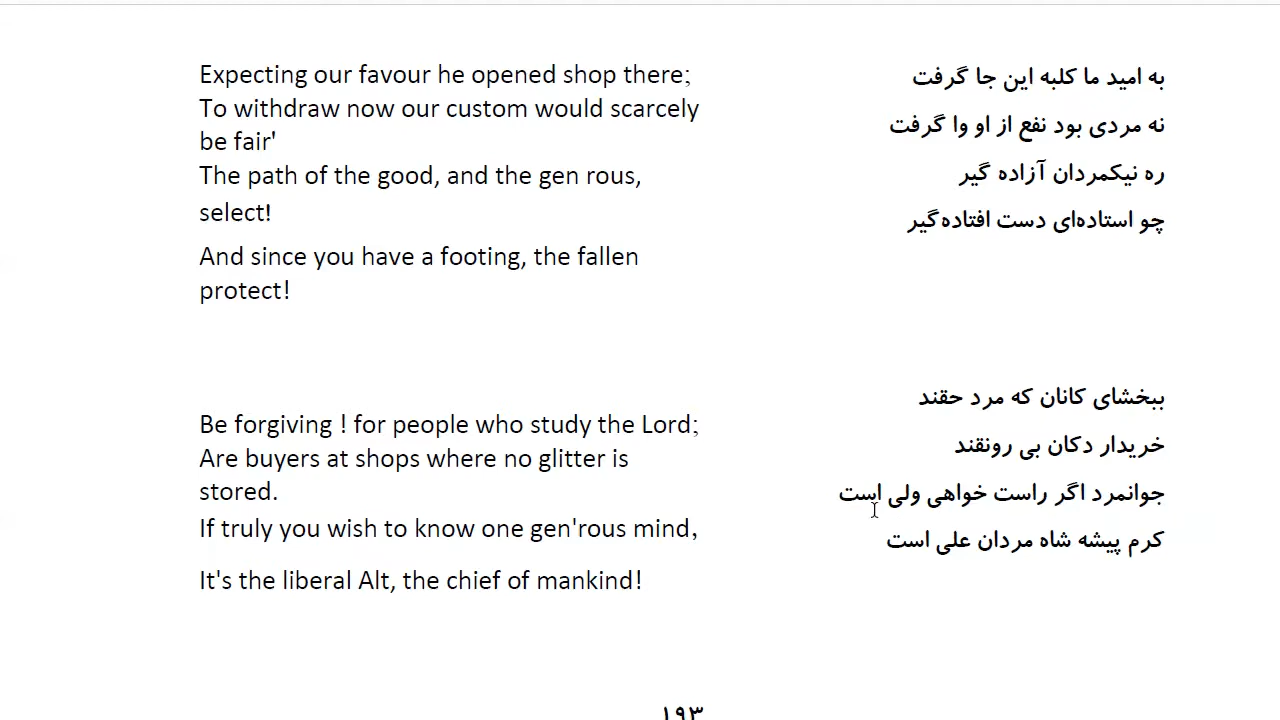 Expecting our favour he opened shop there;
To withdraw now our custom would scarcely
be fair'
The path of the good, and the gen rous,
select!
And since you have a footing, the fallen
protect!
به امید ما کلبه این جا گرفت
نه مردی بود نفع از او وا گرفت
ره نیکمردان آزاده گیر
چو استاده‌ای دست افتاده‌گیر
Be forgiving ! for people who study the Lord;
Are buyers at shops where no glitter is
stored.
If truly you wish to know one gen'rous mind,
It's the liberal Alt, the chief of mankind!
ببخشای کانان که مرد حقند
خریدار دکان بی رونقند
جوانمرد اگر راست خواهی ولی است
کرم پیشه شاه مردان علی است
۱۹۳